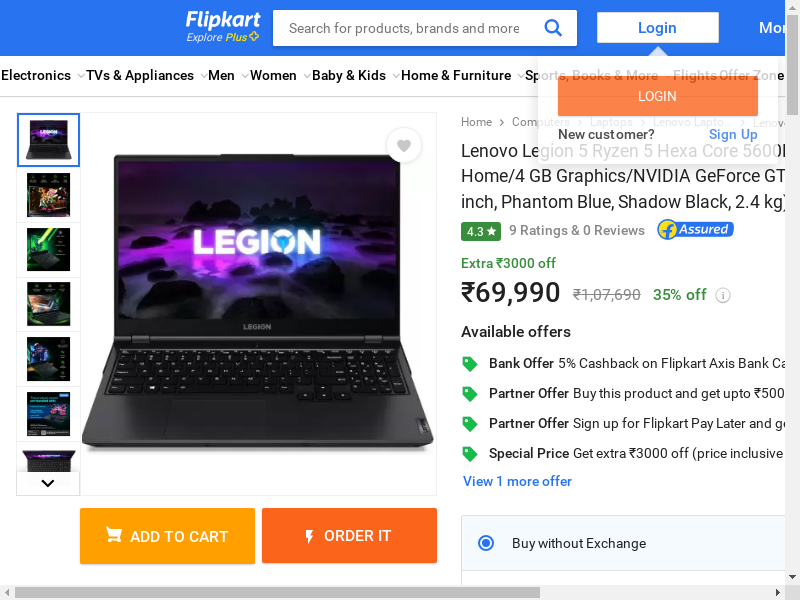 Flipkart
Explore Plus
Search for products, brands and more
Login
Mor
Electronics
TVs & Appliances
Men
Women
Baby & Kids
Home & Furniture
Sports, Books & More
Flights
Offer Zone
LOGIN
New customer?
Sign Up
Home
Computers
Laptops
Lenovo Lapto...
Lenovo
Lenovo Legion 5 Ryzen 5 Hexa Core 5600H
Home/4 GB Graphics/NVIDIA GeForce GT
inch, Phantom Blue, Shadow Black, 2.4 kg)
4.3
9 Ratings & 0 Reviews
Assured
Extra ₹3000 off
₹69,990 ₹1,07,690 35% off
Available offers
Bank Offer 5% Cashback on Flipkart Axis Bank Ca
Partner Offer Buy this product and get upto ₹500
Partner Offer Sign up for Flipkart Pay Later and ge
Special Price Get extra ₹3000 off (price inclusive
View 1 more offer
Buy without Exchange
LEGION
LEGION
ADD TO CART
ORDER IT